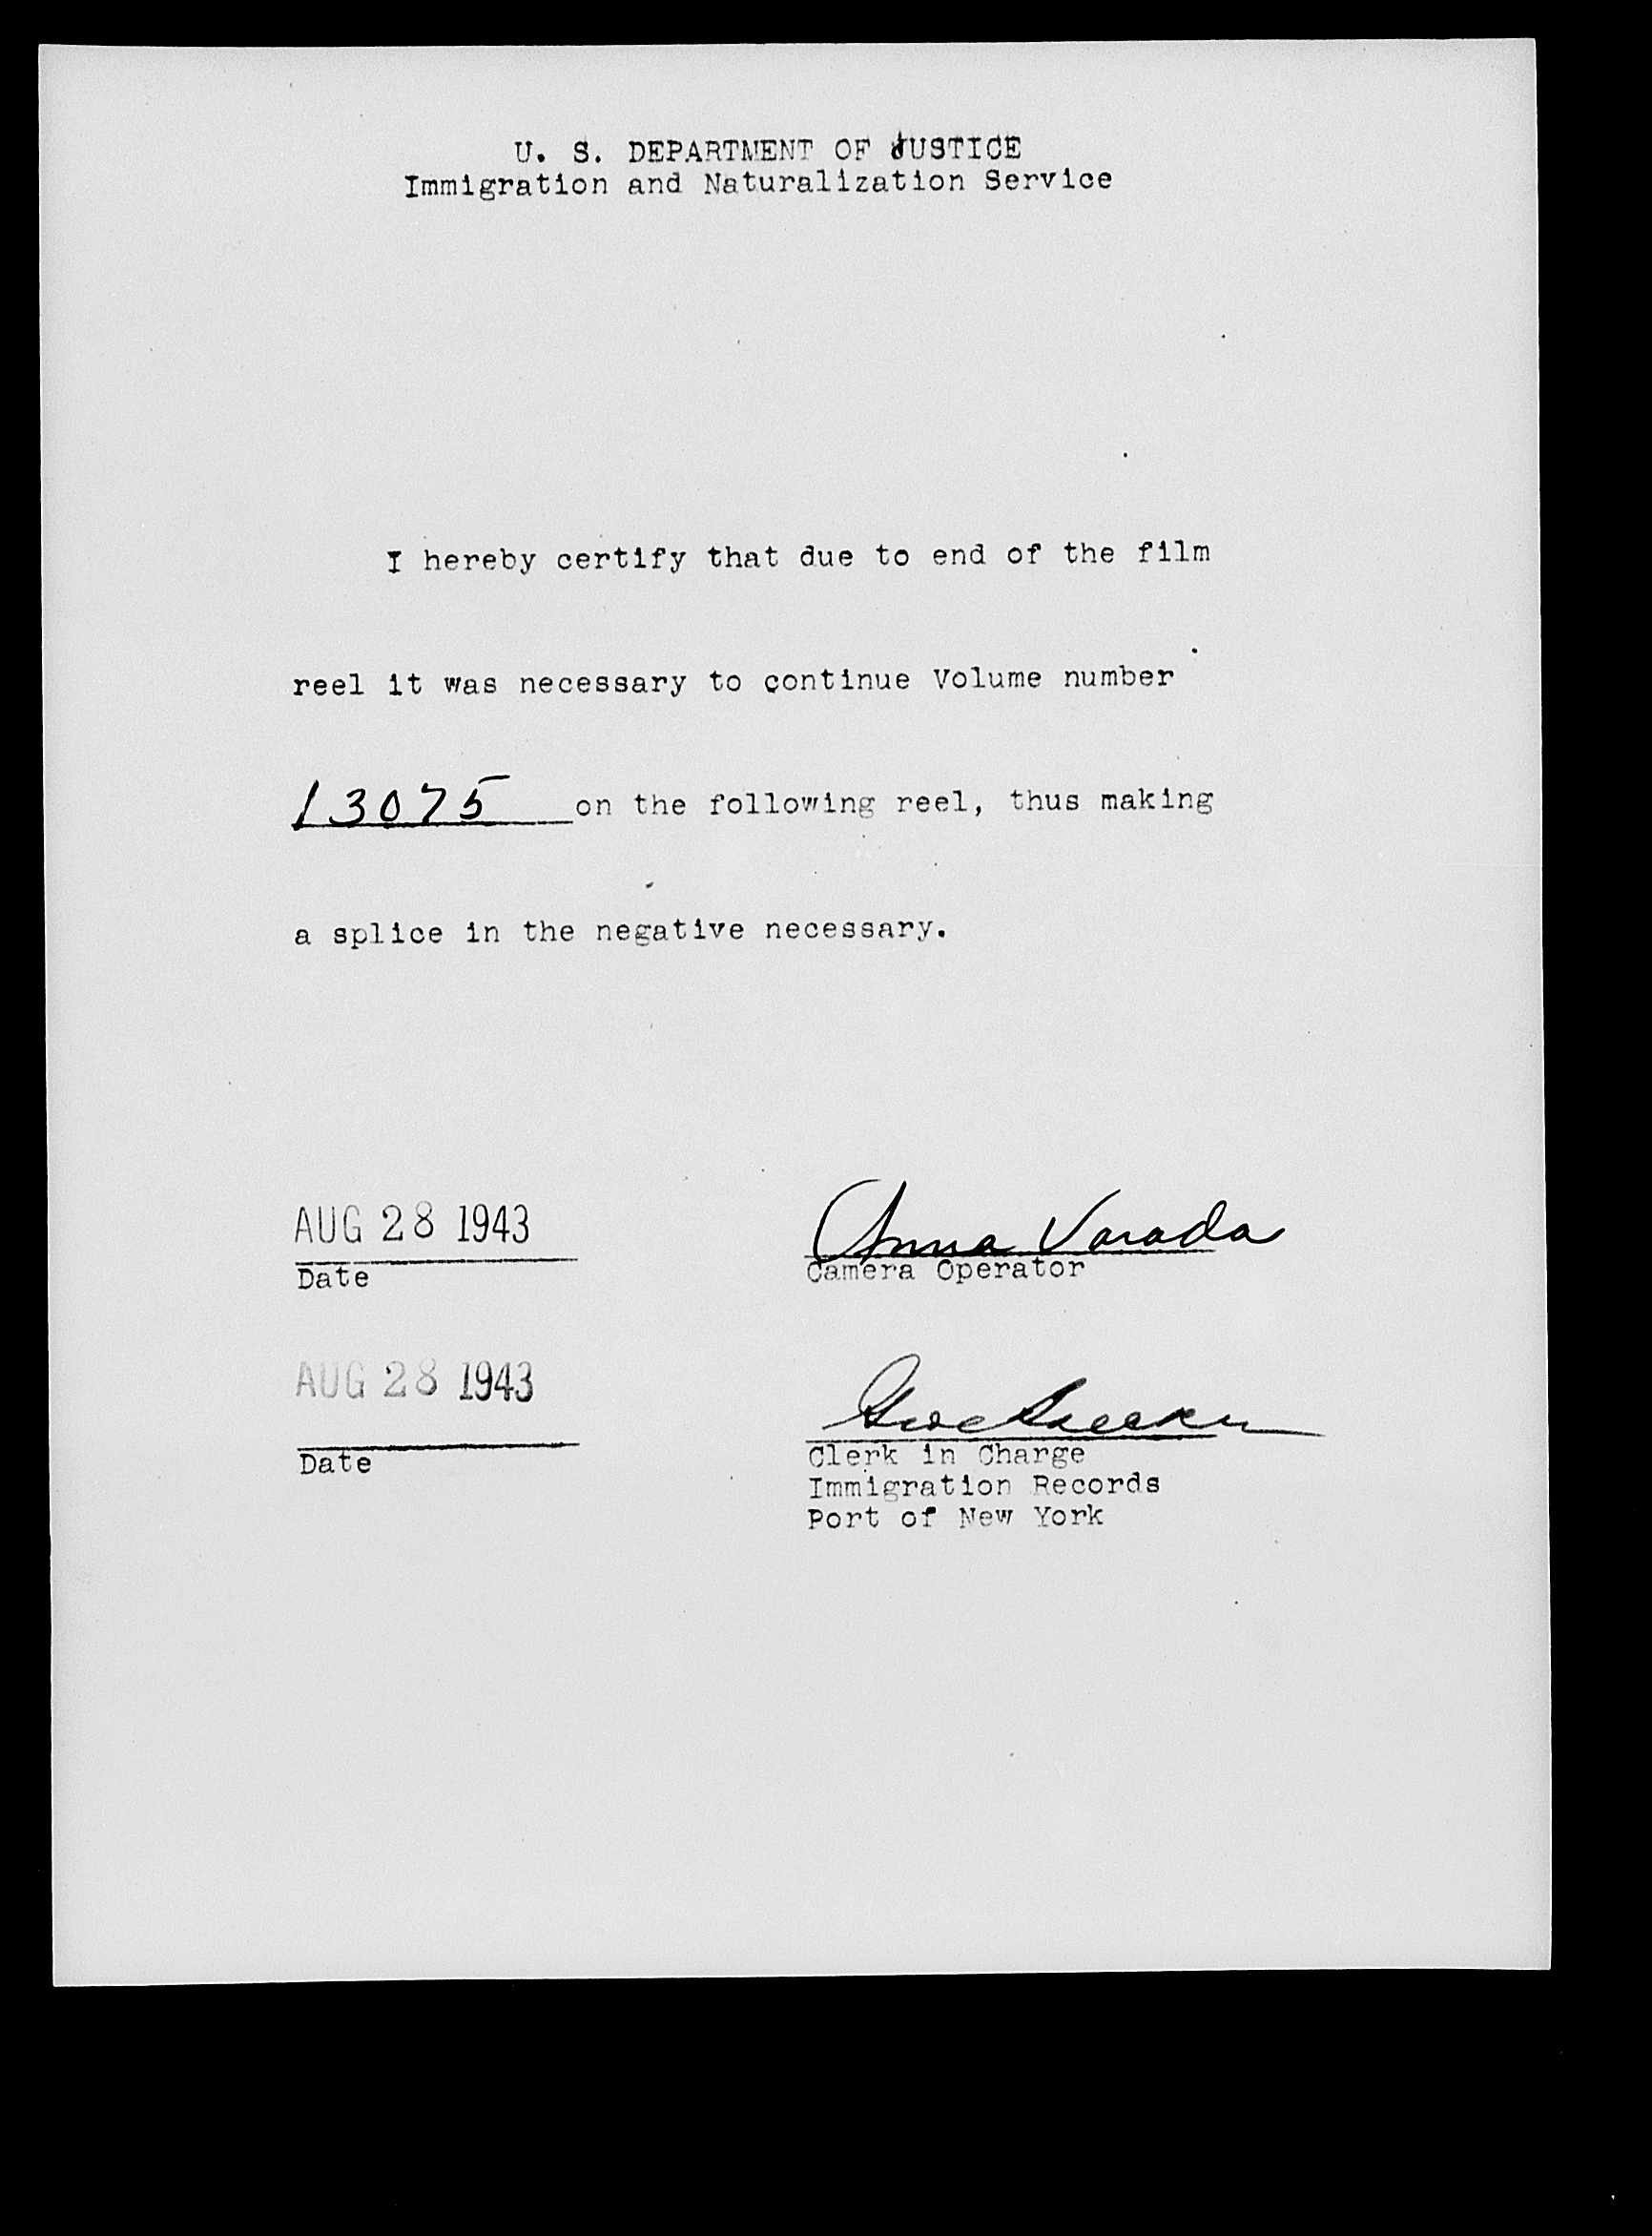 U. S. DEPARTMENT OF JUSTICE
Immigration and Naturalization Service
I hereby certify that due to end of the film
reel it was necessary to continue Volume number
13075 on the following reel, thus making
a splice in the negative necessary.
AUG 28 1943
Anna Varada
Date
Camera Operator
AUG 28 1943
Date
Clerk in Charge
Immigration Records
Port of New York